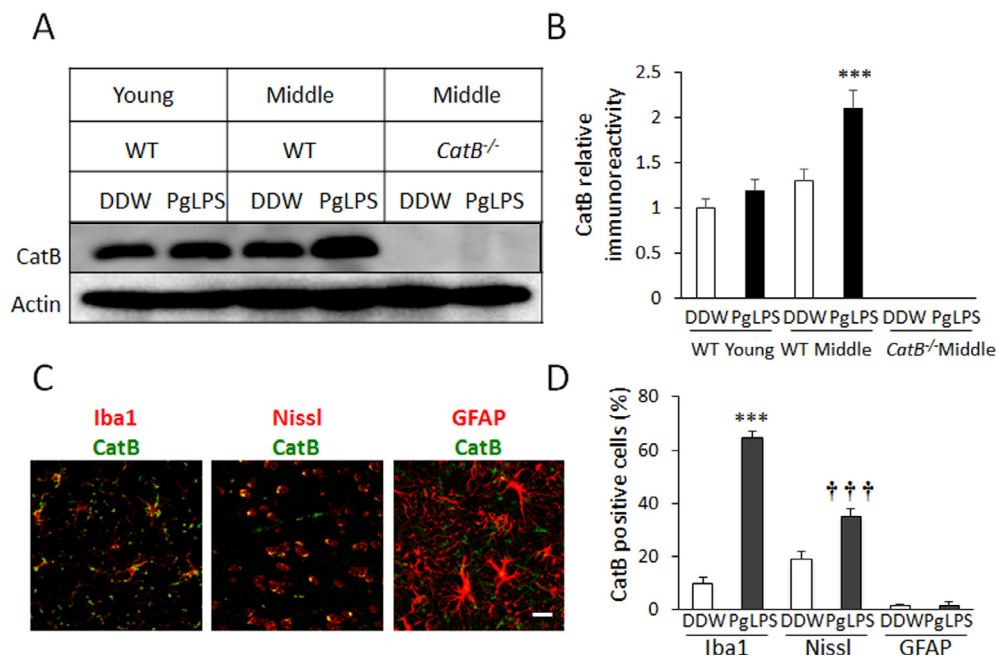 A
Young Middle Middle
WT WT CatB-/-
DDW PgLPS DDW PgLPS DDW PgLPS
CatB
Actin
B
CatB relative
immunoreactivity
2.5
2
1.5
1
0.5
0
***
DDW PgLPS DDW PgLPS DDW PgLPS
WT Young WT Middle CatB-/-Middle
C
Iba1 Nissl GFAP
CatB CatB CatB
D
CatB positive cells (%)
80
60
40
20
0
***
†††
DDW PgLPS DDW PgLPS DDW PgLPS
Iba1 Nissl GFAP